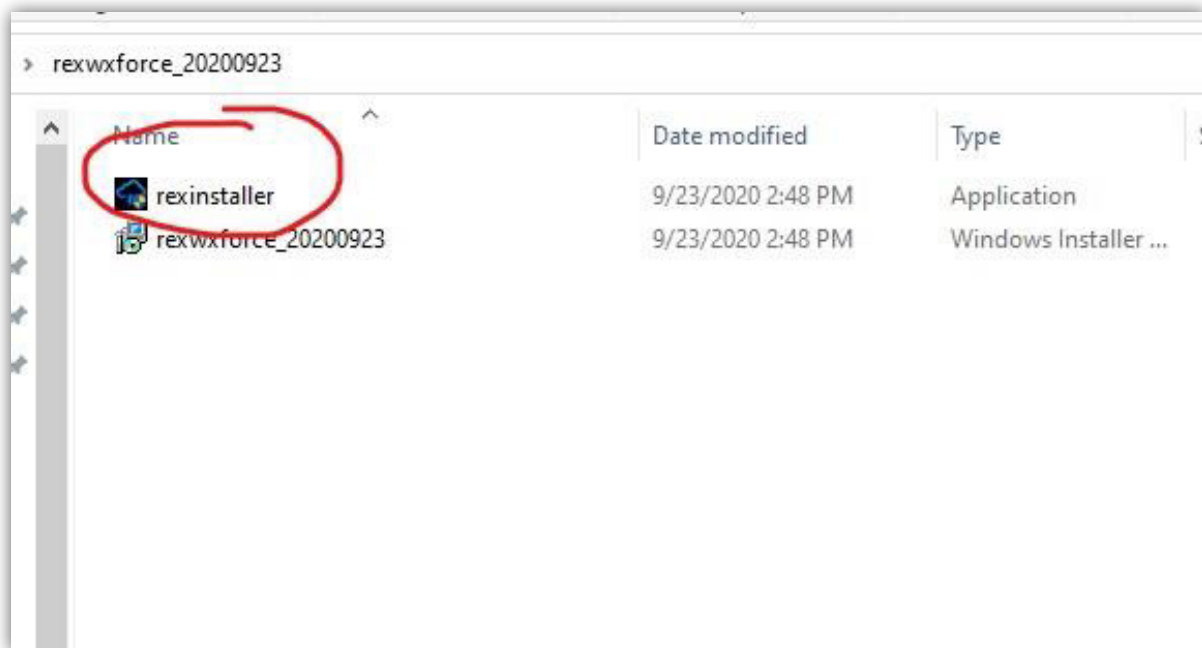 › rexwxforce_20200923
Name Date modified Type
rexinstaller 9/23/2020 2:48 PM Application
rexwxforce_20200923 9/23/2020 2:48 PM Windows Installer ...